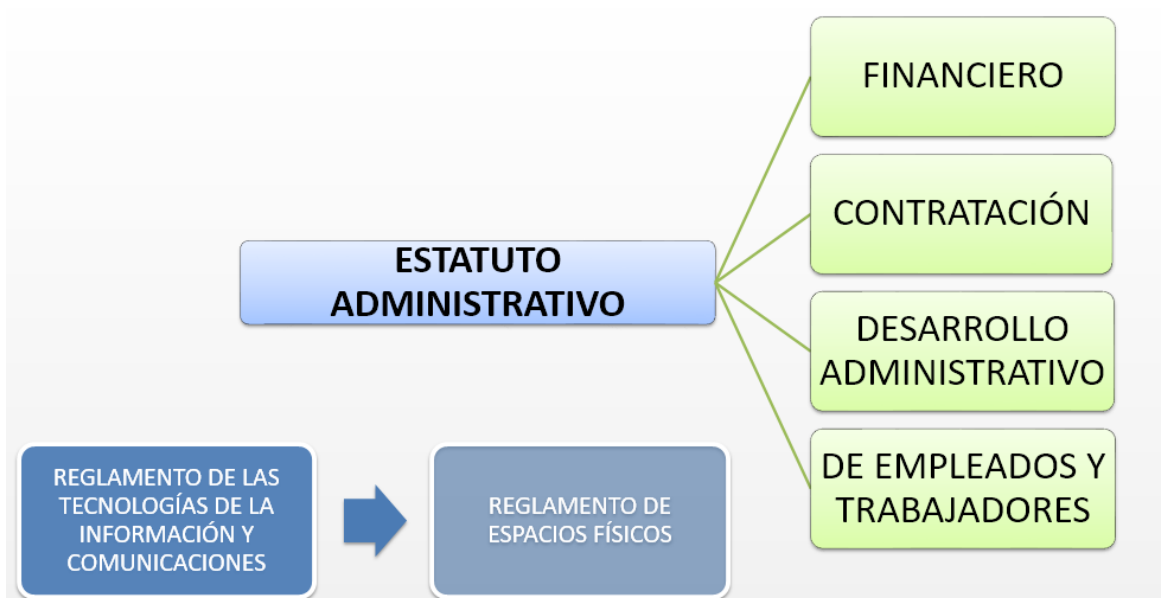 FINANCIERO
CONTRATACIÓN
ESTATUTO
ADMINISTRATIVO
DESARROLLO
ADMINISTRATIVO
DE EMPLEADOS Y
TRABAJADORES
REGLAMENTO DE LAS
TECNOLOGÍAS DE LA
INFORMACIÓN Y
COMUNICACIONES
REGLAMENTO DE
ESPACIOS FÍSICOS